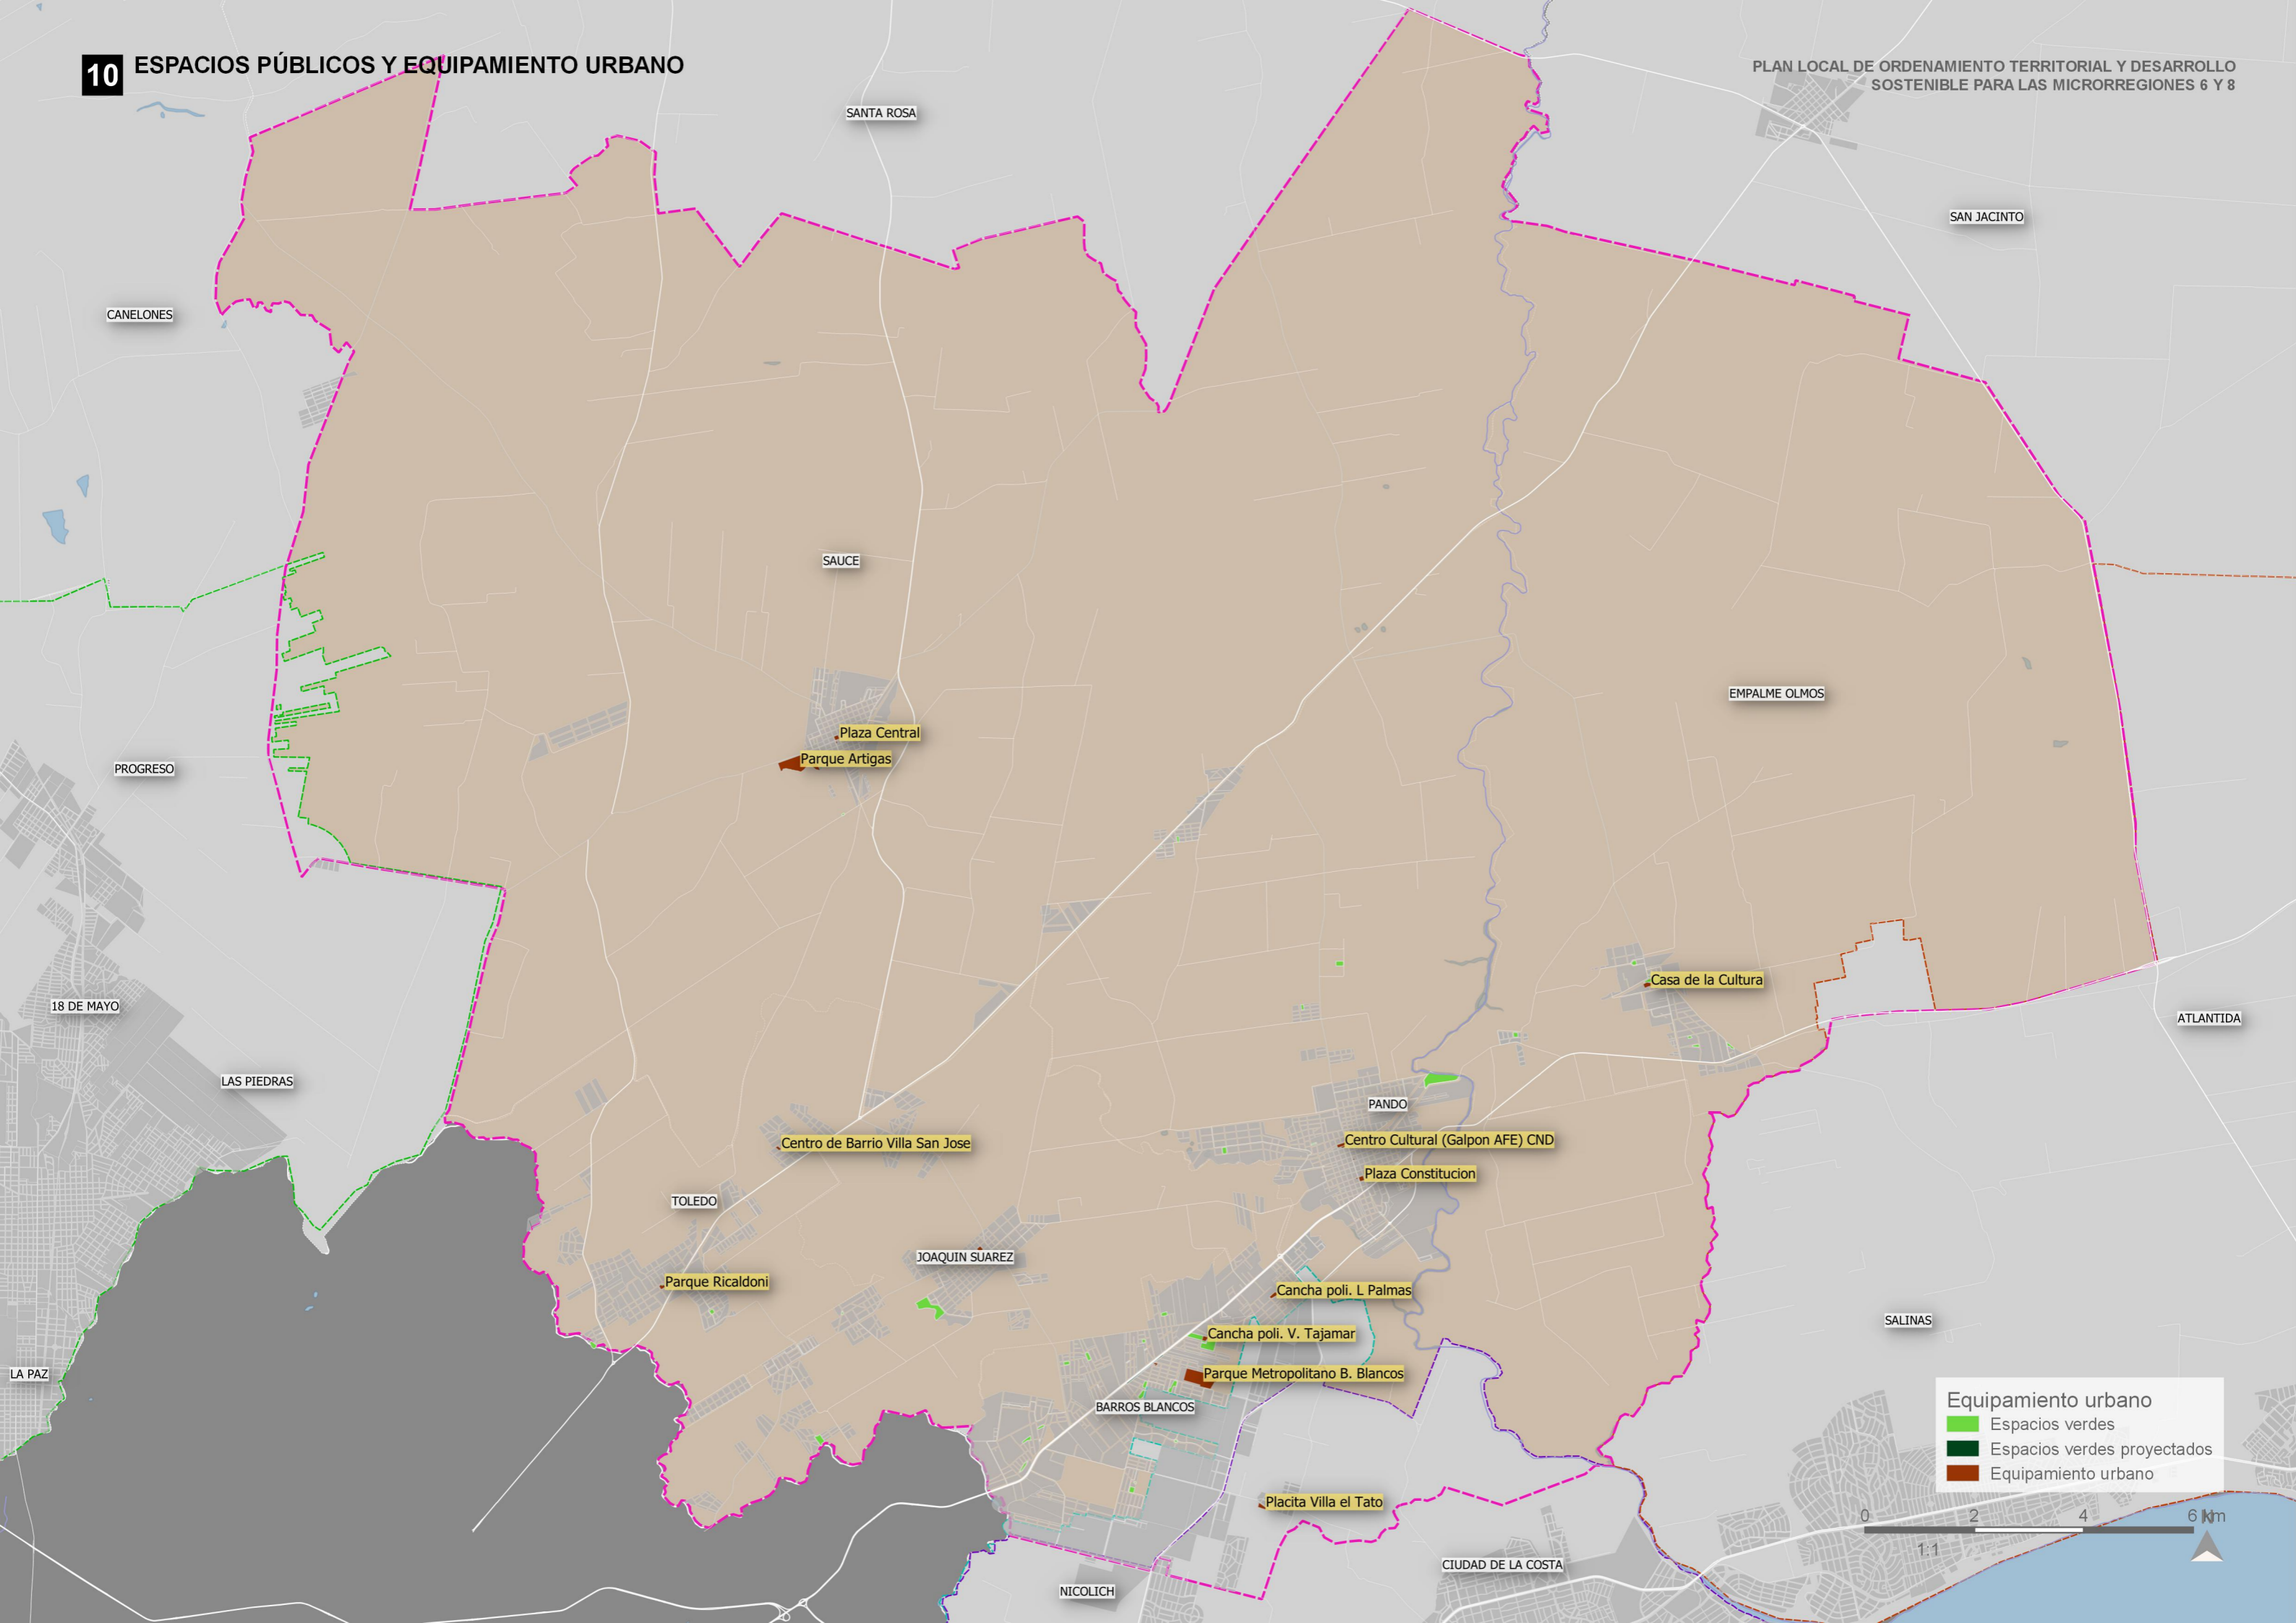 10 ESPACIOS PÚBLICOS Y EQUIPAMIENTO URBANO
PLAN LOCAL DE ORDENAMIENTO TERRITORIAL Y DESARROLLO
SOSTENIBLE PARA LAS MICRORREGIONES 6 Y 8
SANTA ROSA
SAN JACINTO
CANELONES
SAUCE
EMPALME OLMOS
Plaza Central
Parque Artigas
PROGRESO
Casa de la Cultura
18 DE MAYO
ATLANTIDA
LAS PIEDRAS
PANDO
Centro Cultural (Galpon AFE) CND
Centro de Barrio Villa San Jose
Plaza Constitucion
TOLEDO
JOAQUIN SUAREZ
Parque Ricaldoni
Cancha poli. L Palmas
SALINAS
Cancha poli. V. Tajamar
LA PAZ
Parque Metropolitano B. Blancos
BARROS BLANCOS
Equipamiento urbano
Espacios verdes
Espacios verdes proyectados
Equipamiento urbano
Placita Villa el Tato
0 2 4 6 km
N
1:1
CIUDAD DE LA COSTA
NICOLICH